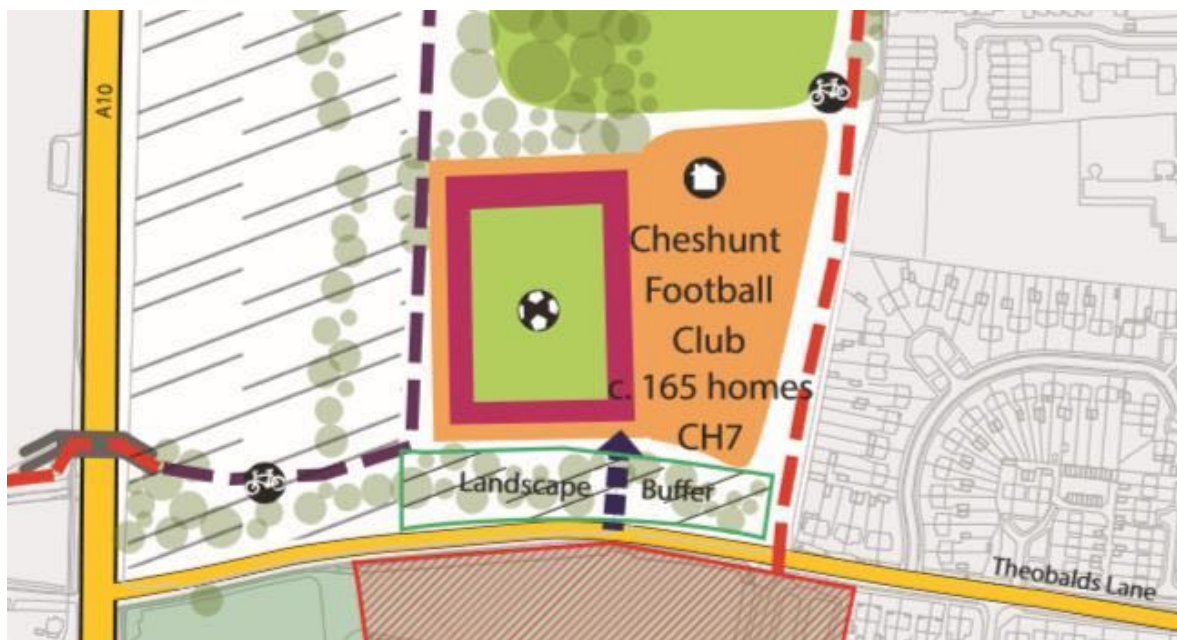 A10
Cheshunt
Football
Club
c. 165 homes
CH7
Landscape Buffer
Theobalds Lane